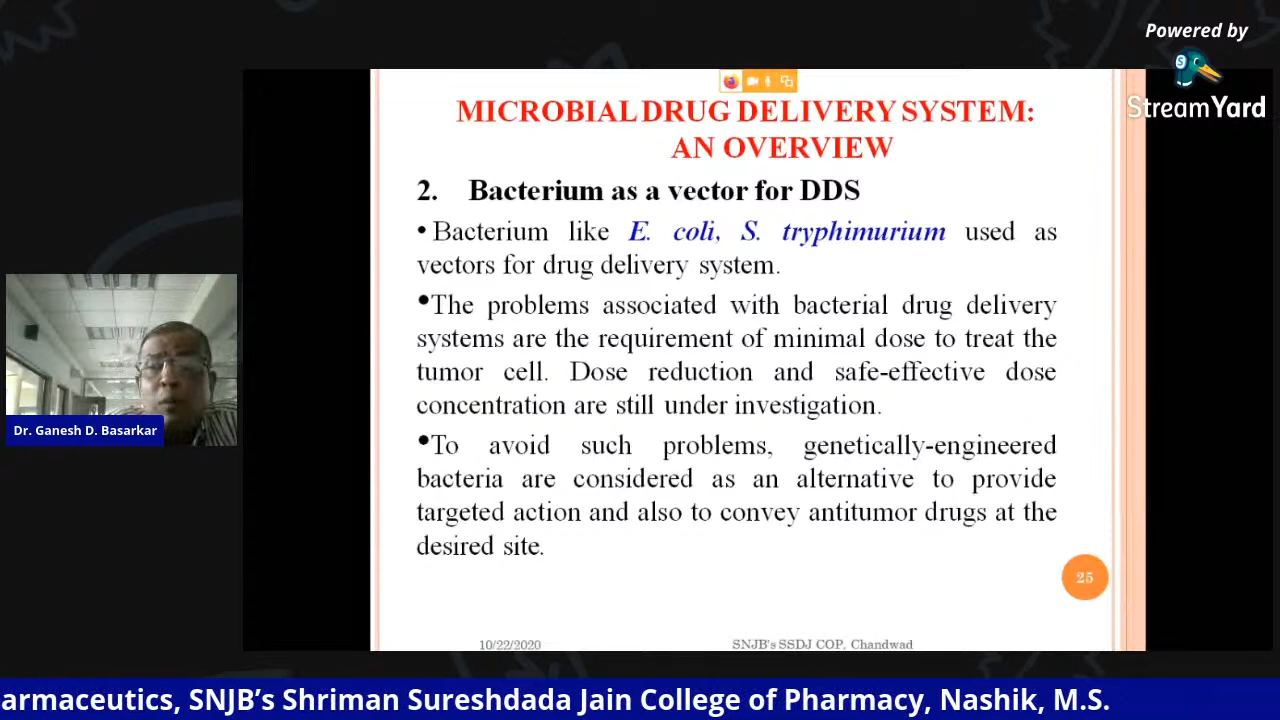 Powered by
StreamYard
MICROBIAL DRUG DELIVERY SYSTEM:
AN OVERVIEW
2. Bacterium as a vector for DDS
• Bacterium like E. coli, S. tryphimurium used as
vectors for drug delivery system.
•The problems associated with bacterial drug delivery
systems are the requirement of minimal dose to treat the
tumor cell. Dose reduction and safe-effective dose
concentration are still under investigation.
•To avoid such problems, genetically-engineered
bacteria are considered as an alternative to provide
targeted action and also to convey antitumor drugs at the
desired site.
25
10/22/2020 SNJB's SSDJ COP, Chandwad
Dr. Ganesh D. Basarkar
armaceutics, SNJB’s Shriman Sureshdada Jain College of Pharmacy, Nashik, M.S.